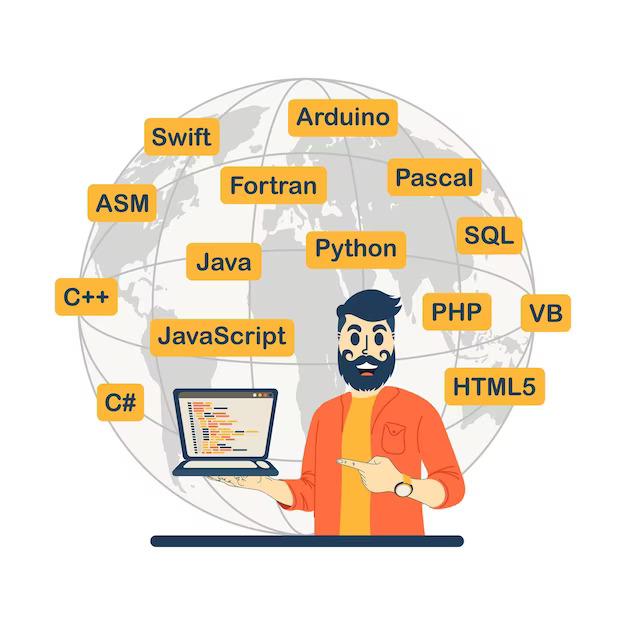 Arduino
Swift
Pascal
Fortran
ASM
SQL
Python
Java
C++
PHP
VB
JavaScript
HTML5
C#